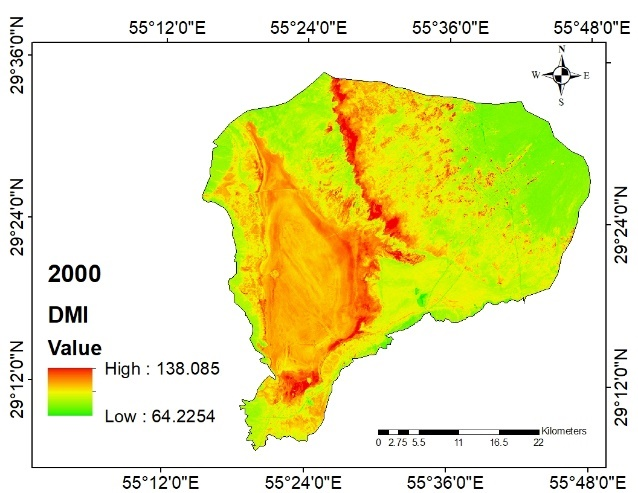 55°12'0"E 55°24'0"E 55°36'0"E 55°48'0"E
29°36'0"N
N
W E
S
29°24'0"N 29°24'0"N
2000
DMI
Value
High : 138.085
Low : 64.2254
29°12'0"N 29°12'0"N
Kilometers
0 2.75 5.5 11 16.5 22
55°12'0"E 55°24'0"E 55°36'0"E 55°48'0"E